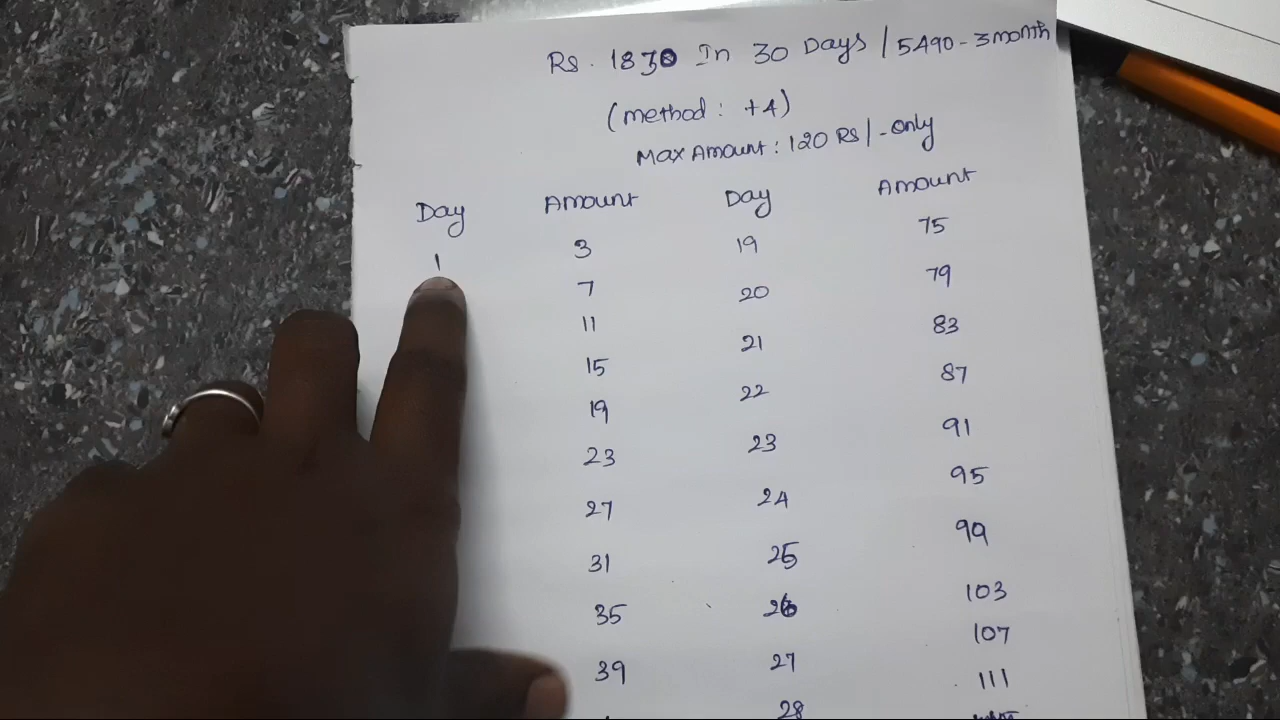 Rs. 1830 In 30 Days / 5490 - 3 month
(method : +4)
Max Amount : 120 Rs/- only
Day Amount Day Amount
1 3 19 75
7 20 79
11 21 83
15 22 87
19 23 91
23 24 95
27 25 99
31 26 103
35 27 107
39 28 111